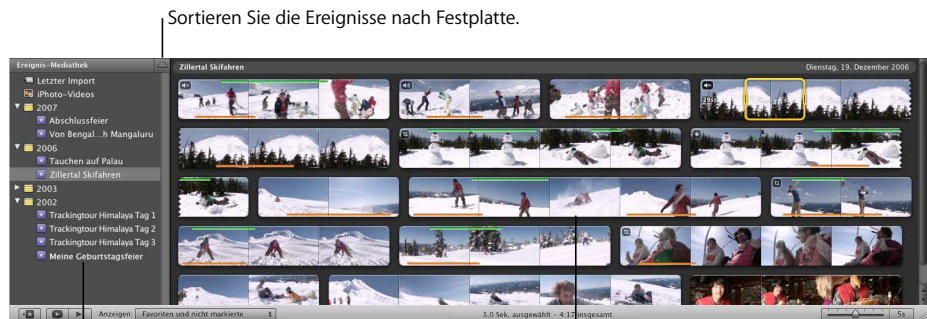 Sortieren Sie die Ereignisse nach Festplatte.
Ereignis-Mediathek
Letzter Import
iPhoto-Videos
2007
Abschlussfeier
Von Bengal...h Mangaluru
2006
Tauchen auf Palau
Zillertal Skifahren
2003
2002
Trackingtour Himalaya Tag 1
Trackingtour Himalaya Tag 2
Trackingtour Himalaya Tag 3
Meine Geburtstagsfeier
Zillertal Skifahren
Dienstag, 19. Dezember 2006
29s
Anzeigen: Favoriten und nicht markierte
3,0 Sek. ausgewählt – 4:17 insgesamt
5s